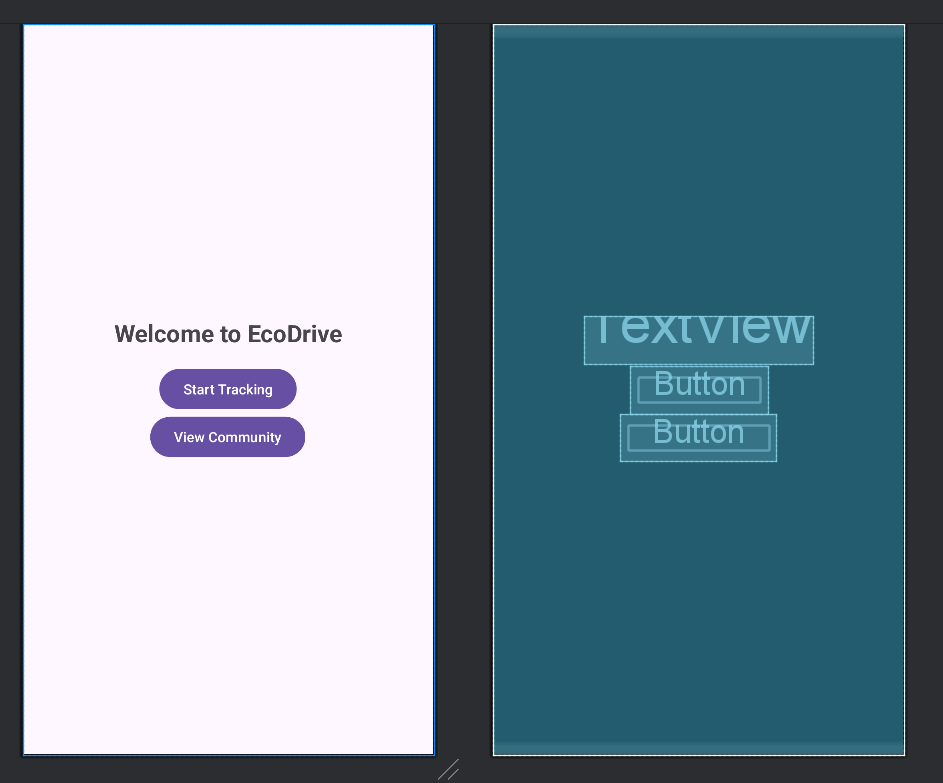 Welcome to EcoDrive
Start Tracking
View Community
TextView
Button
Button